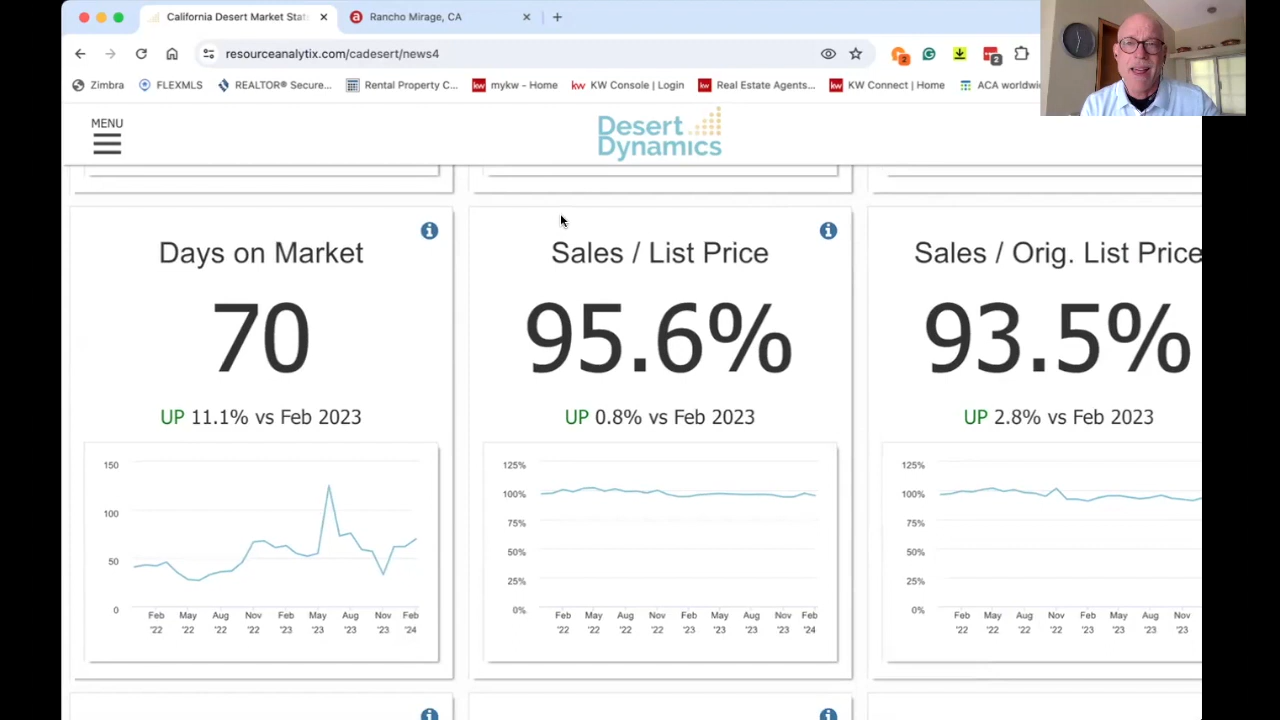 California Desert Market Stat
Rancho Mirage, CA
resourceanalytix.com/cadesert/news4
2
2
Zimbra
FLEXMLS
REALTOR® Secure...
Rental Property C...
kw
mykw – Home
kw
KW Console | Login
kw
Real Estate Agents...
kw
KW Connect | Home
ACA worldwi
MENU
Desert
Dynamics
Days on Market
70
UP 11.1% vs Feb 2023
150
100
50
0
Feb May Aug Nov Feb May Aug Nov Feb
'22 '22 '22 '22 '23 '23 '23 '23 '24
Sales / List Price
95.6%
UP 0.8% vs Feb 2023
125%
100%
75%
50%
25%
0%
Feb May Aug Nov Feb May Aug Nov Feb
'22 '22 '22 '22 '23 '23 '23 '23 '24
Sales / Orig. List Price
93.5%
UP 2.8% vs Feb 2023
125%
100%
75%
50%
25%
0%
Feb May Aug Nov Feb May Aug Nov
'22 '22 '22 '22 '23 '23 '23 '23